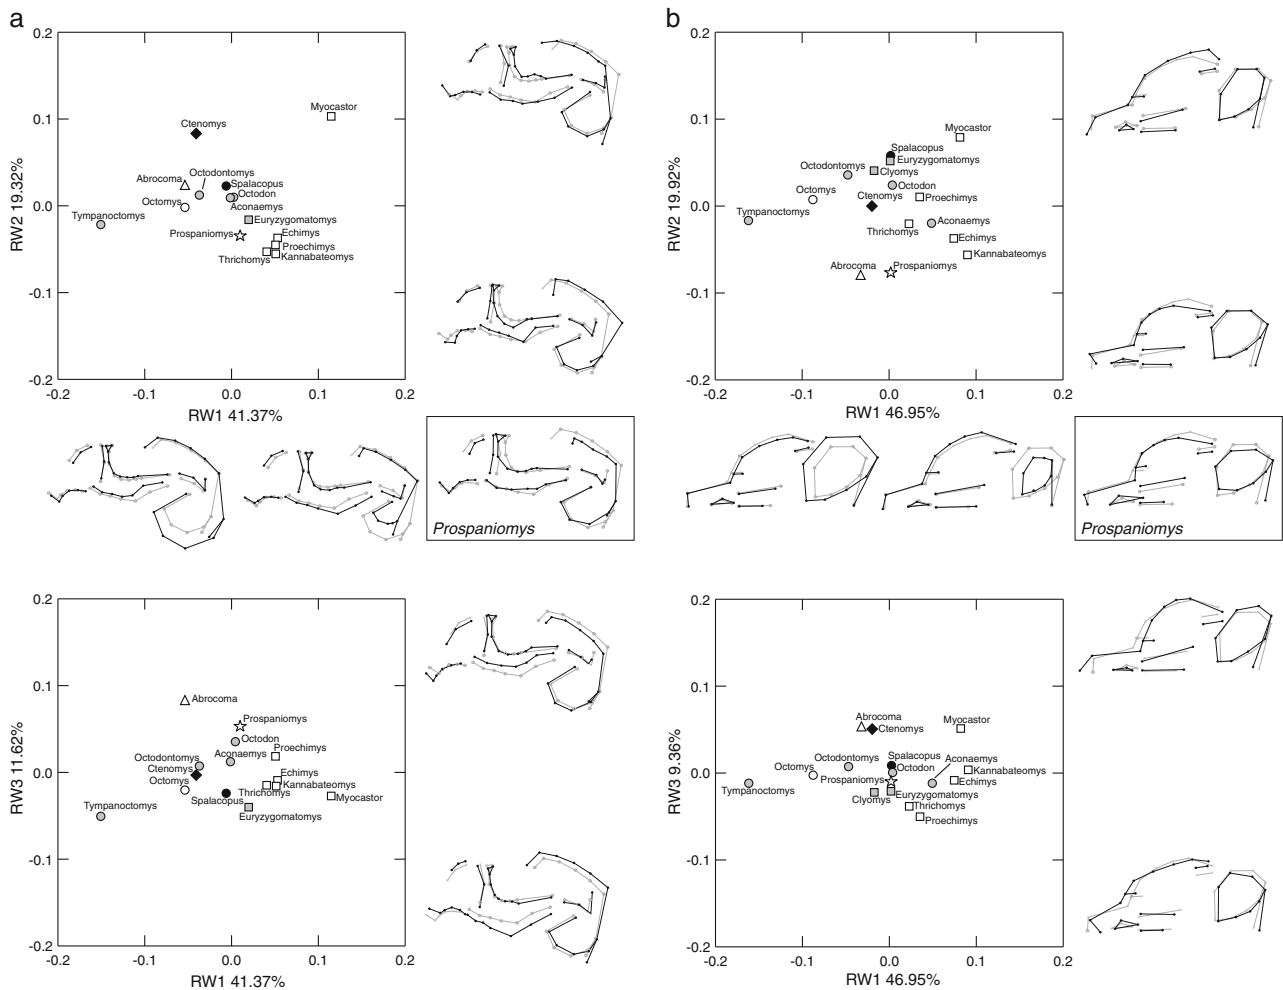 a
0.2
0.1
0.0
-0.1
-0.2
RW2 19.32%
Myocastor
Ctenomys
Octodontomys
Abrocoma
Spalacopus
Octodon
Octomys
Aconaemys
Tympanoctomys
Euryzygomatomys
Prospaniomys
Echimys
Proechimys
Thrichomys
Kannabateomys
-0.2 -0.1 0.0 0.1 0.2
RW1 41.37%
Prospaniomys
0.2
0.1
0.0
-0.1
-0.2
RW3 11.62%
Abrocoma
Prospaniomys
Octodon
Proechimys
Aconaemys
Octodontomys
Ctenomys
Echimys
Octomys
Kannabateomys
Thrichomys
Spalacopus
Myocastor
Tympanoctomys
Euryzygomatomys
-0.2 -0.1 0.0 0.1 0.2
RW1 41.37%
b
0.2
0.1
0.0
-0.1
-0.2
RW2 19.92%
Myocastor
Spalacopus
Euryzygomatomys
Octodontomys
Clyomys
Octodon
Octomys
Ctenomys
Proechimys
Tympanoctomys
Aconaemys
Thrichomys
Echimys
Kannabateomys
Abrocoma
Prospaniomys
-0.2 -0.1 0.0 0.1 0.2
RW1 46.95%
Prospaniomys
0.2
0.1
0.0
-0.1
-0.2
RW3 9.36%
Abrocoma
Myocastor
Ctenomys
Octodontomys
Spalacopus
Aconaemys
Octomys
Octodon
Kannabateomys
Prospaniomys
Echimys
Tympanoctomys
Clyomys
Euryzygomatomys
Thrichomys
Proechimys
-0.2 -0.1 0.0 0.1 0.2
RW1 46.95%